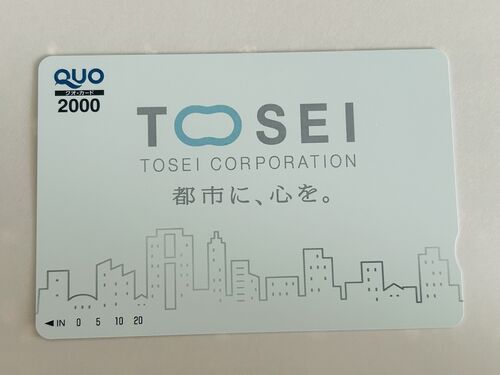 QUO
クオ・カード
2000
TOSEI
TOSEI CORPORATION
都市に、心を。
◄IN 0 5 10 20